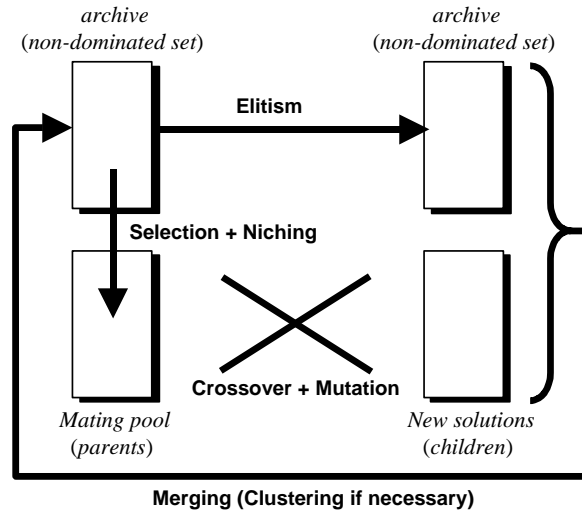 archive
(non-dominated set)
archive
(non-dominated set)
Elitism
Selection + Niching
Crossover + Mutation
Mating pool
(parents)
New solutions
(children)
Merging (Clustering if necessary)